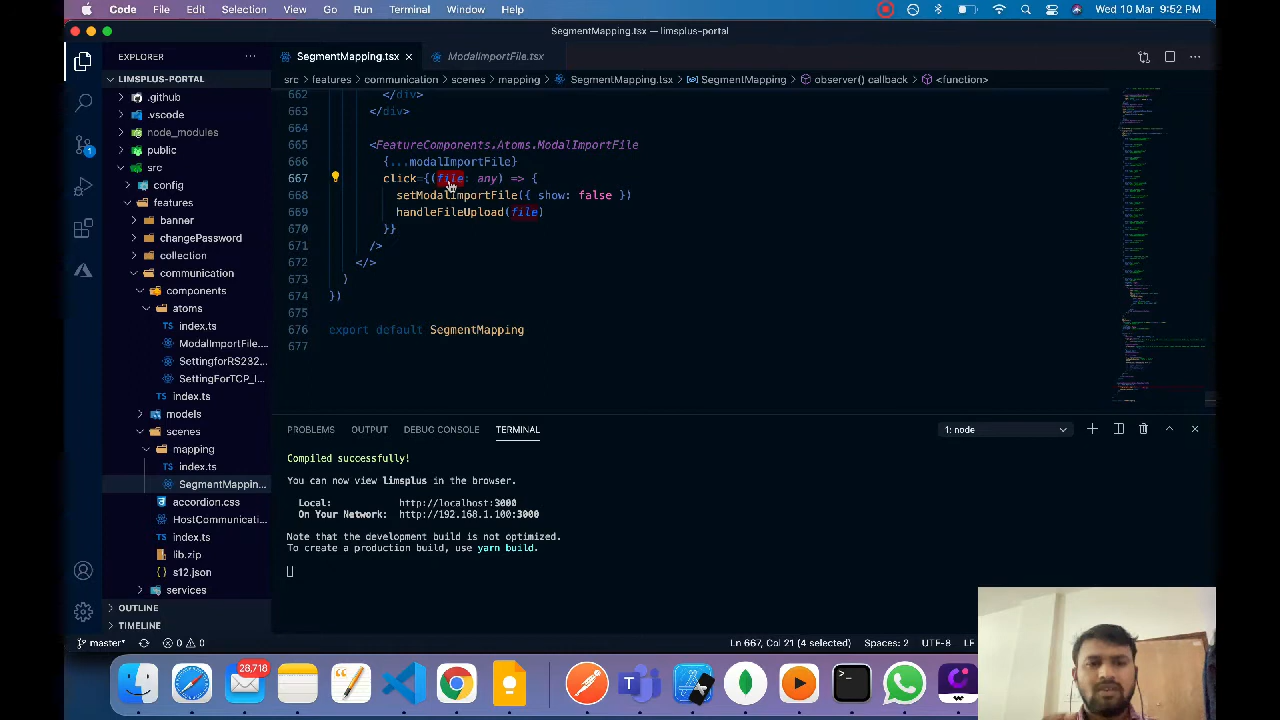 Code File Edit Selection View Go Run Terminal Window Help Wed 10 Mar 9:52 PM
SegmentMapping.tsx — limsplus-portal
EXPLORER SegmentMapping.tsx ModalImportFile.tsx
LIMSPLUS-PORTAL
src features communication scenes mapping SegmentMapping.tsx SegmentMapping observer() callback <function>
.github
.vscode
node_modules
public
src
config
features
banner
changePassword
collection
communication
components
atoms
index.ts
ModalImportFile....
SettingforRS232...
SettingForTCP_I...
index.ts
models
scenes
mapping
index.ts
SegmentMappin...
accordion.css
HostCommunicati...
index.ts
lib.zip
s12.json
services
OUTLINE
TIMELINE
662 </div>
663 </div>
664
665
666 {...modalImportFile}
667 click={(file: any) => {
668 setModalImportFile({ show: false })
669 handleFileUpload(file)
670 }}
671 />
672 </>
673 )
674 })
675
676 export default SegmentMapping
677
PROBLEMS OUTPUT DEBUG CONSOLE TERMINAL 1: node
Compiled successfully!
You can now view limsplus in the browser.
Local: http://localhost:3000
On Your Network: http://192.168.1.100:3000
Note that the development build is not optimized.
To create a production build, use yarn build.
master* 0 0 Ln 667, Col 21 (4 selected) Spaces: 2 UTF-8 LF
28,718